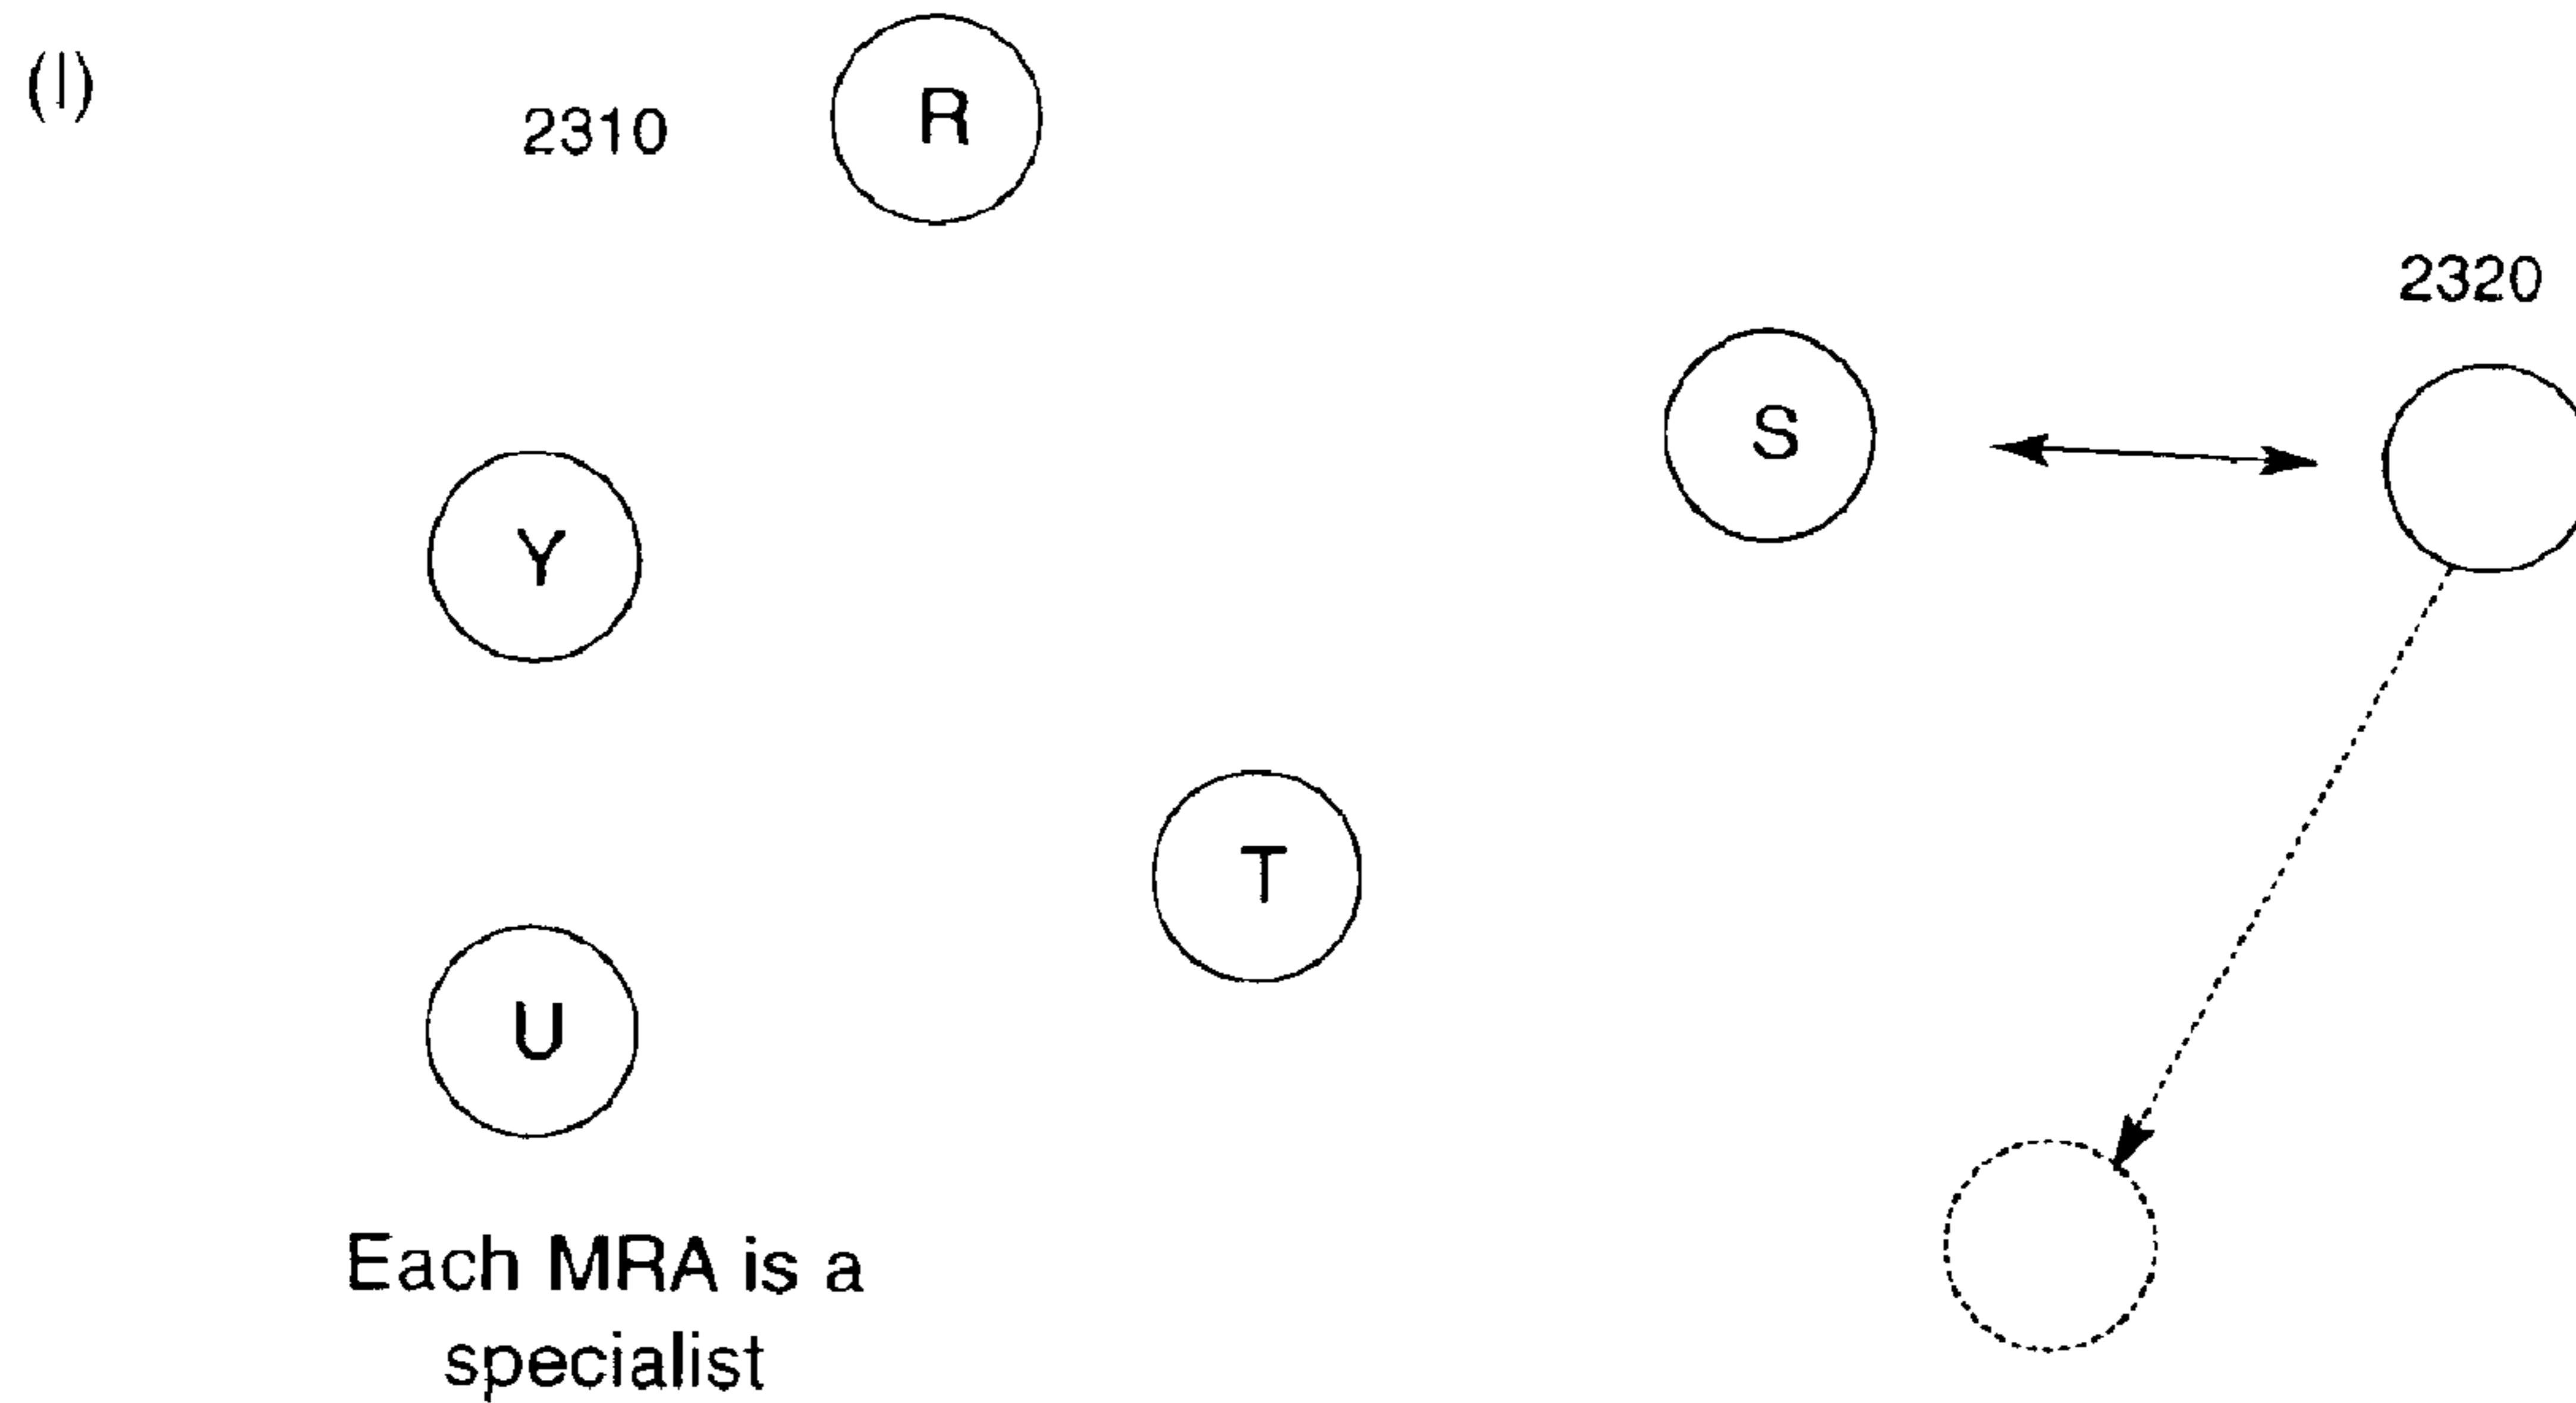 (I)
2310
R
2320
S
Y
T
U
Each MRA is a
specialist